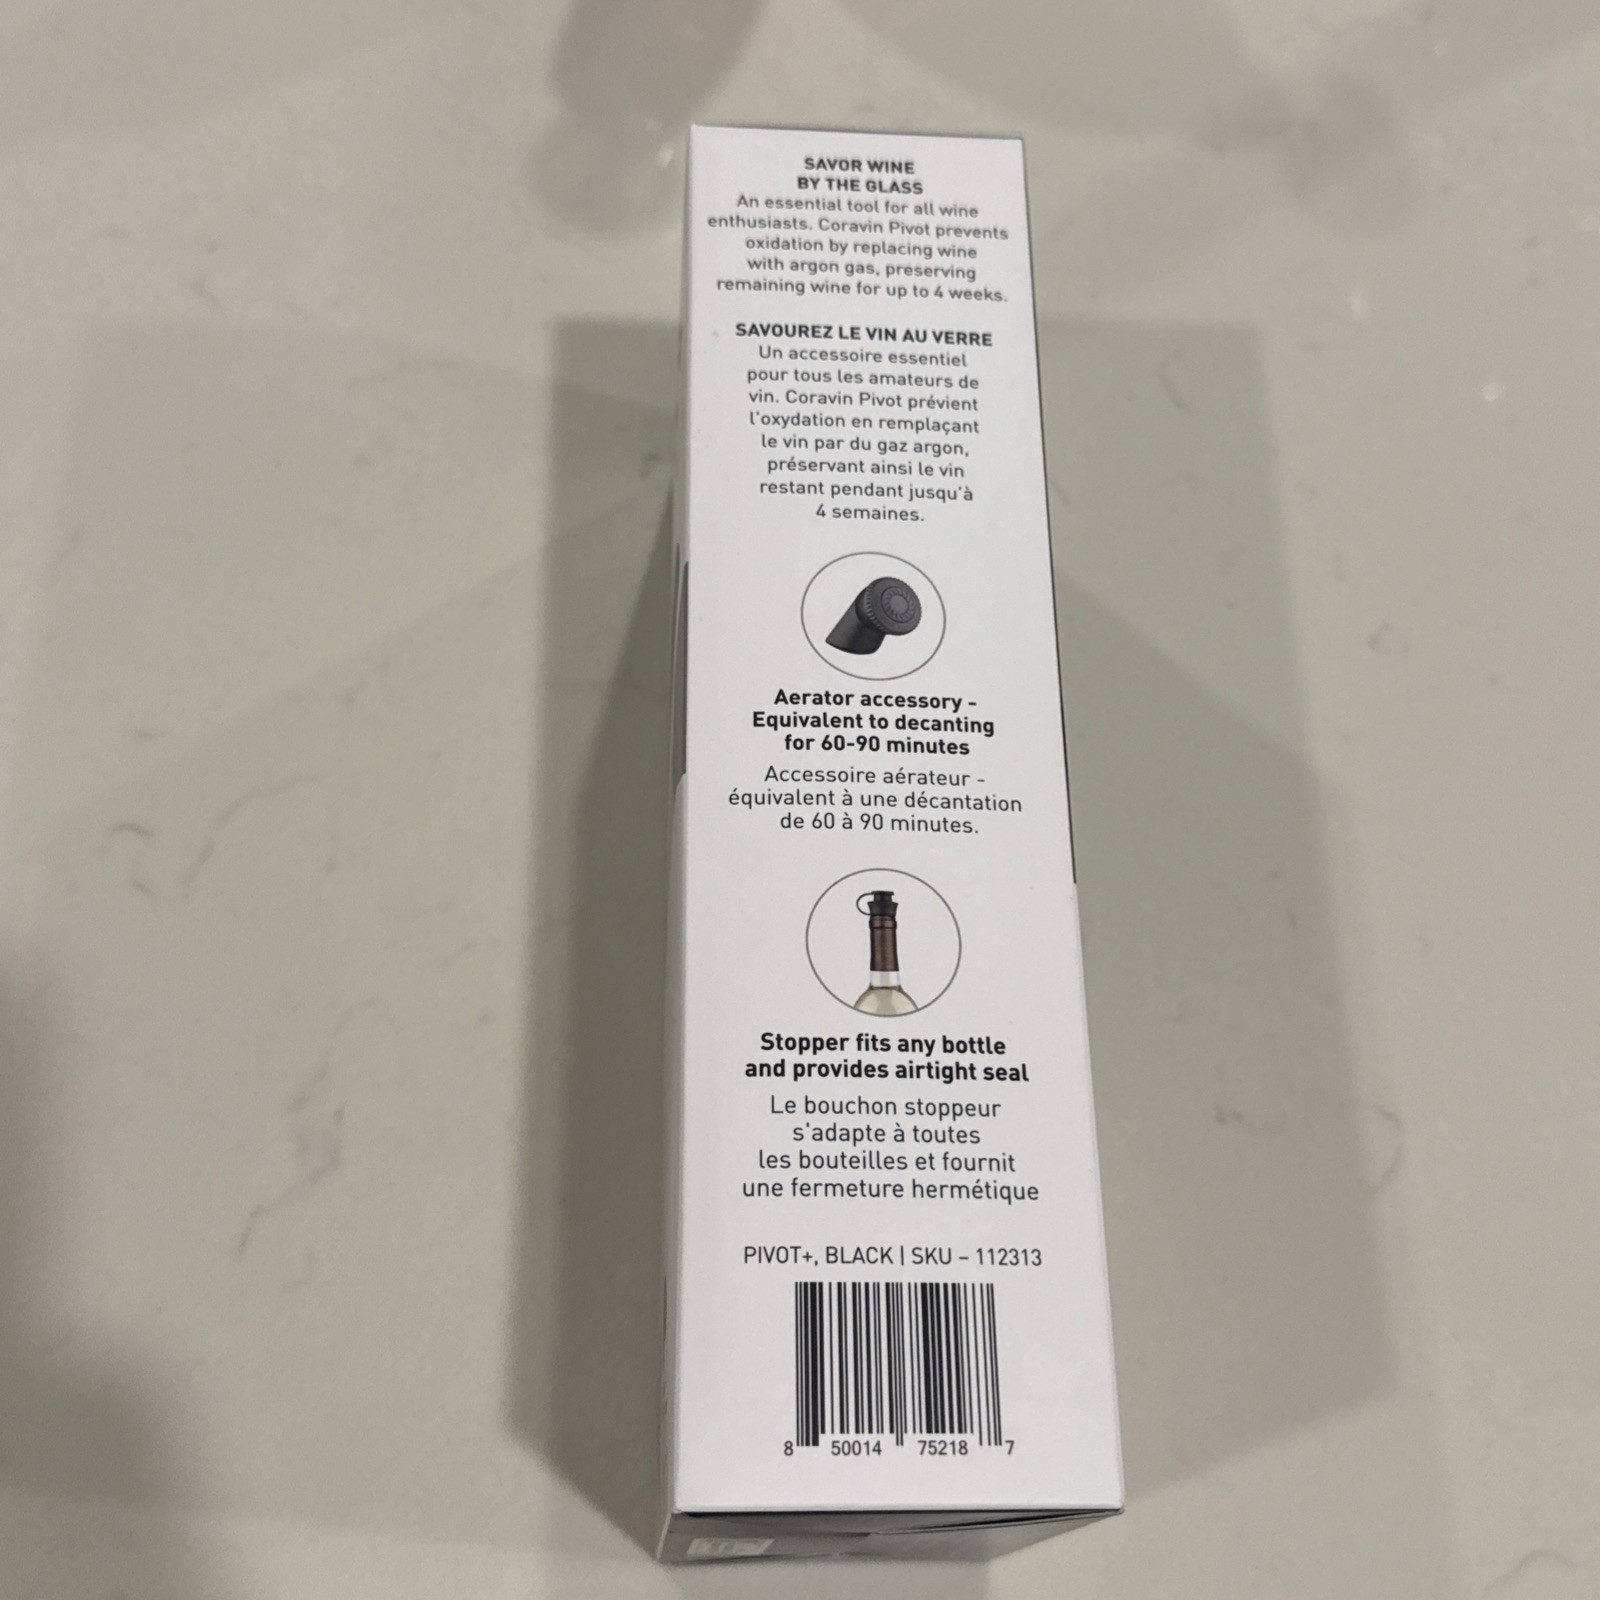 SAVOR WINE
BY THE GLASS
An essential tool for all wine
enthusiasts. Coravin Pivot prevents
oxidation by replacing wine
with argon gas, preserving
remaining wine for up to 4 weeks.
SAVOUREZ LE VIN AU VERRE
Un accessoire essentiel
pour tous les amateurs de
vin. Coravin Pivot prévient
l'oxydation en remplaçant
le vin par du gaz argon,
préservant ainsi le vin
restant pendant jusqu'à
4 semaines.
Aerator accessory -
Equivalent to decanting
for 60-90 minutes
Accessoire aérateur -
équivalent à une décantation
de 60 à 90 minutes.
Stopper fits any bottle
and provides airtight seal
Le bouchon stoppeur
s'adapte à toutes
les bouteilles et fournit
une fermeture hermétique
PIVOT+, BLACK | SKU – 112313
8 50014 75218 7